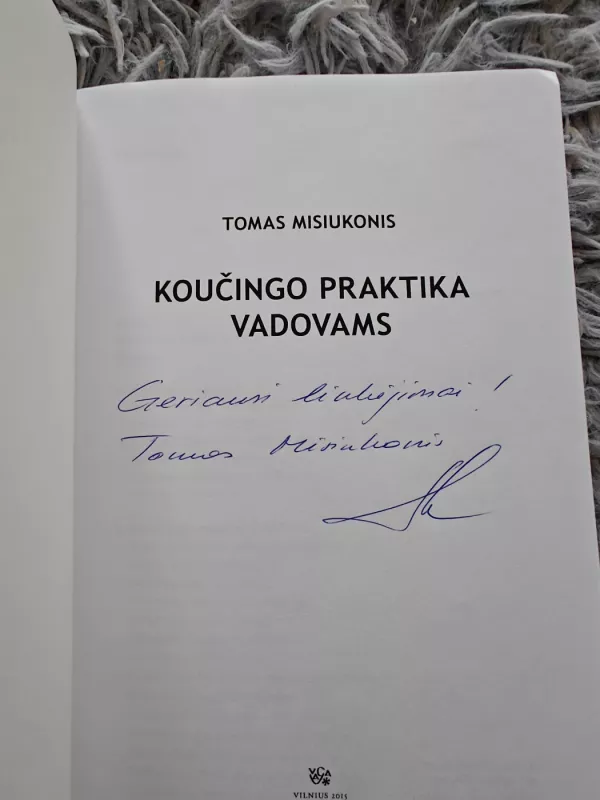 TOMAS MISIUKONIS
KOUČINGO PRAKTIKA
VADOVAMS
Geriausi linkėjimai !
Tomas Misiukonis
VILNIUS 2015